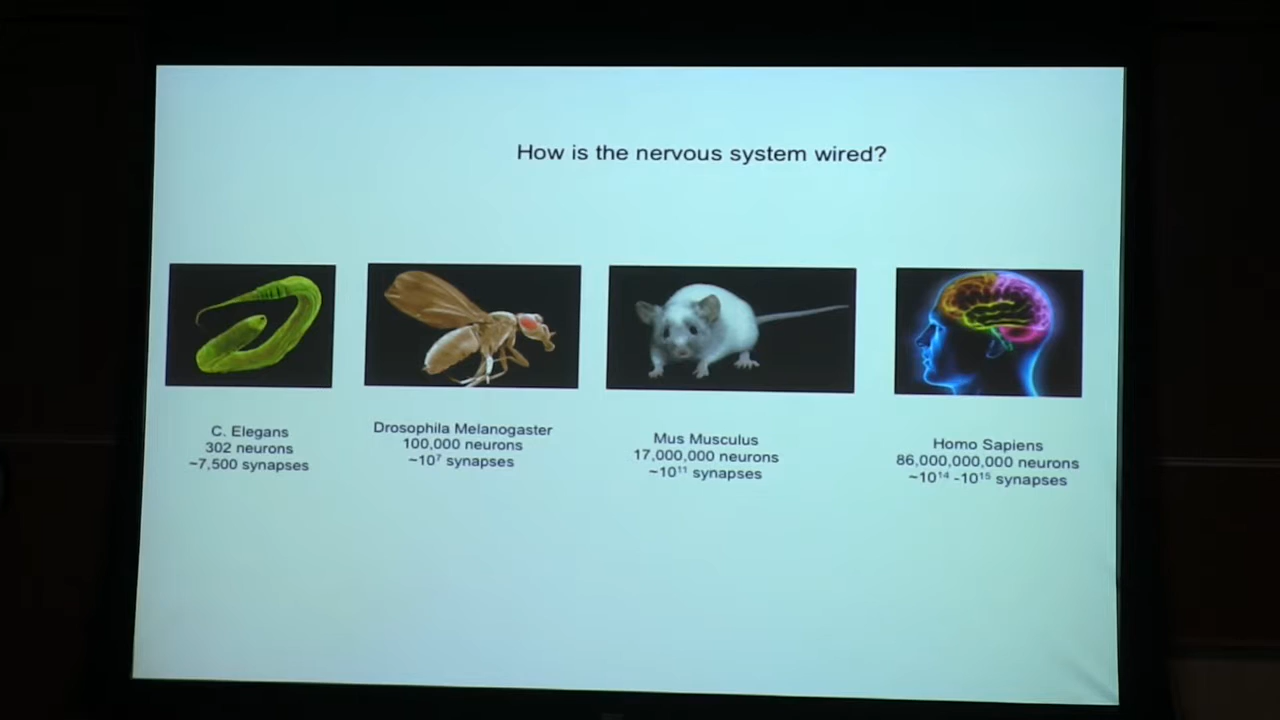 How is the nervous system wired?
C. Elegans
302 neurons
~7,500 synapses
Drosophila Melanogaster
100,000 neurons
~10⁷ synapses
Mus Musculus
17,000,000 neurons
~10¹¹ synapses
Homo Sapiens
86,000,000,000 neurons
~10¹⁴ -10¹⁵ synapses